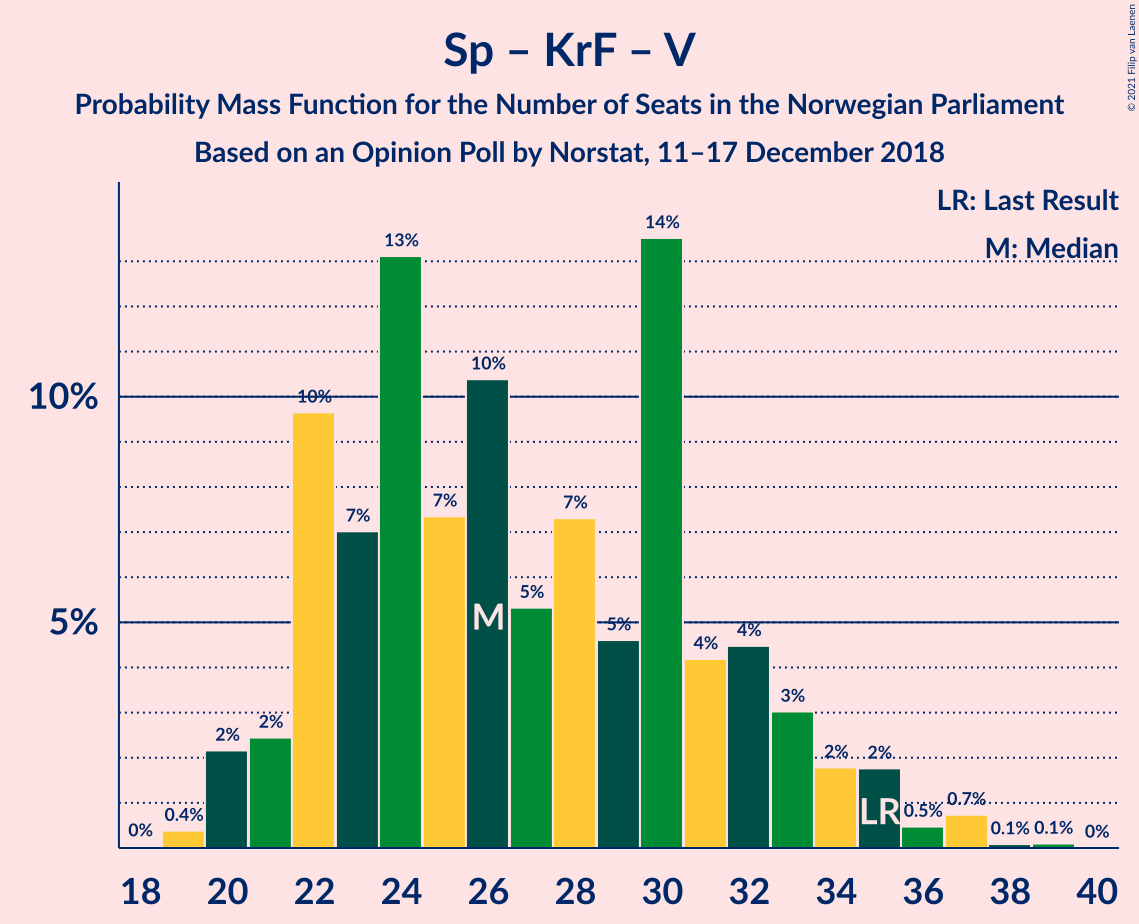 Sp – KrF – V
Probability Mass Function for the Number of Seats in the Norwegian Parliament
Based on an Opinion Poll by Norstat, 11–17 December 2018
© 2021 Filip van Laenen
LR: Last Result
M: Median
10%
5%
0%
0.4%
2%
2%
10%
7%
13%
7%
10%
5%
7%
5%
14%
4%
4%
3%
2%
2%
0.5%
0.7%
0.1%
0.1%
0%
M
LR
18 20 22 24 26 28 30 32 34 36 38 40